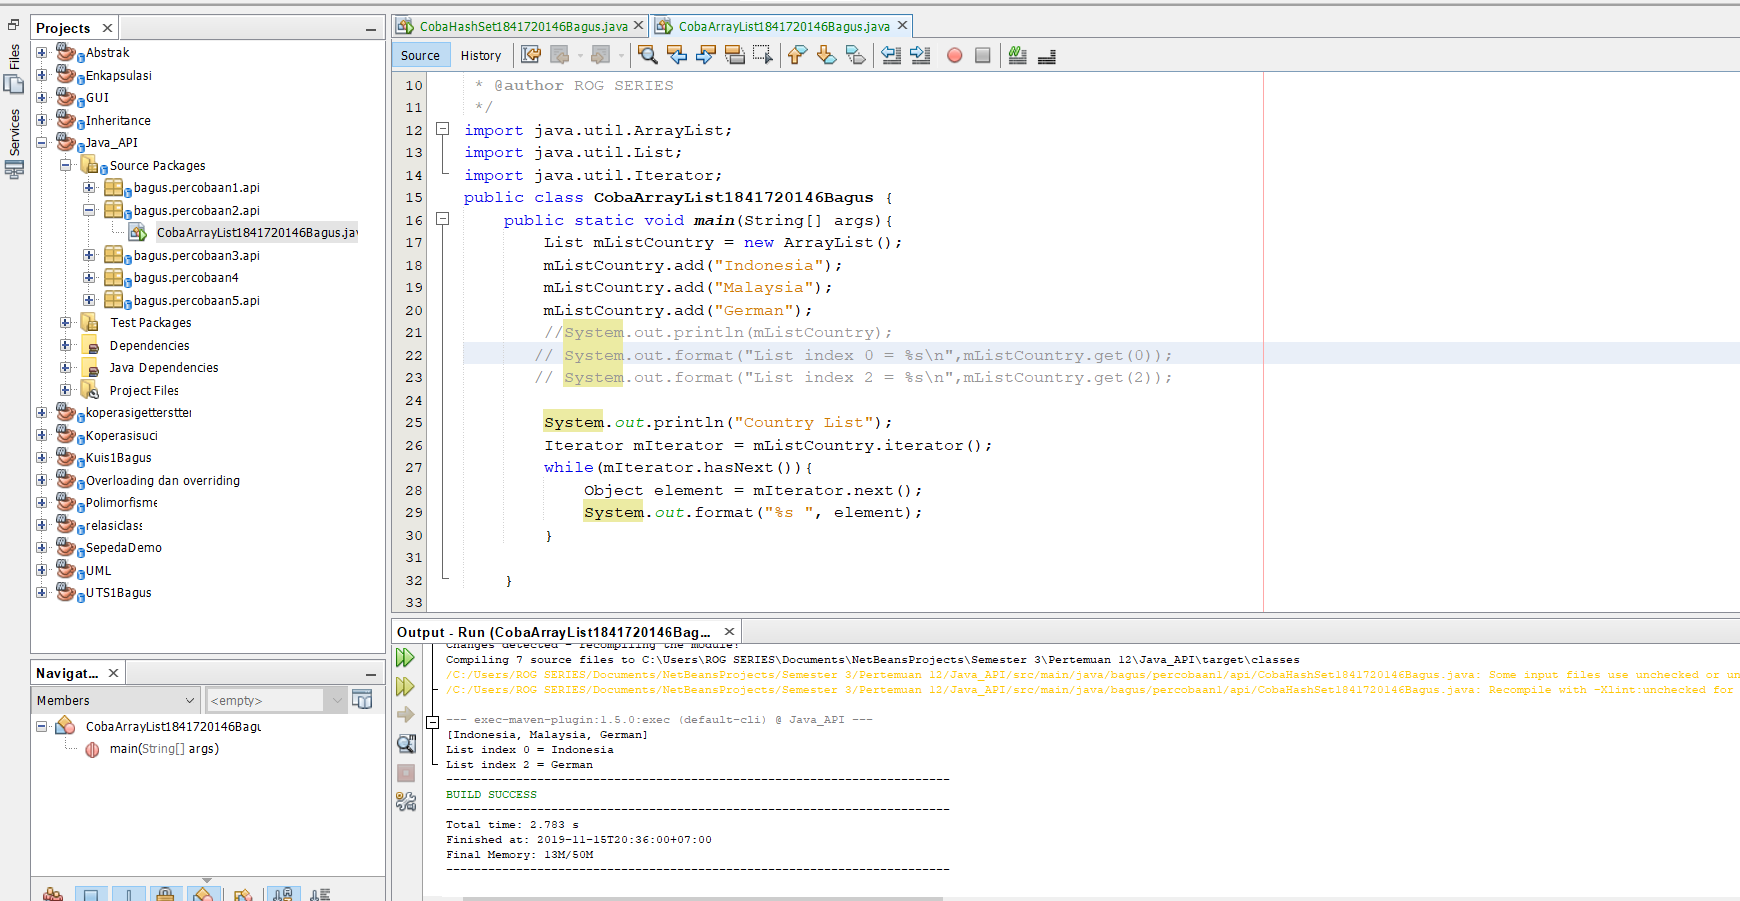 Files
Services
Projects
Abstrak
Enkapsulasi
GUI
Inheritance
Java_API
Source Packages
bagus.percobaan1.api
bagus.percobaan2.api
CobaArrayList1841720146Bagus.jav
bagus.percobaan3.api
bagus.percobaan4
bagus.percobaan5.api
Test Packages
Dependencies
Java Dependencies
Project Files
koperasigetterstter
Koperasisuci
Kuis1Bagus
Overloading dan overriding
Polimorfisme
relasiclass
SepedaDemo
UML
UTS1Bagus
Navigat...
Members
<empty>
CobaArrayList1841720146Bagu
main(String[] args)
CobaHashSet1841720146Bagus.java
CobaArrayList1841720146Bagus.java
Source History
10 * @author ROG SERIES
11 */
12 import java.util.ArrayList;
13 import java.util.List;
14 import java.util.Iterator;
15 public class CobaArrayList1841720146Bagus {
16 public static void main(String[] args){
17 List mListCountry = new ArrayList();
18 mListCountry.add("Indonesia");
19 mListCountry.add("Malaysia");
20 mListCountry.add("German");
21 //System.out.println(mListCountry);
22 // System.out.format("List index 0 = %s\n",mListCountry.get(0));
23 // System.out.format("List index 2 = %s\n",mListCountry.get(2));
24
25 System.out.println("Country List");
26 Iterator mIterator = mListCountry.iterator();
27 while(mIterator.hasNext()){
28 Object element = mIterator.next();
29 System.out.format("%s ", element);
30 }
31
32 }
33
Output - Run (CobaArrayList1841720146Bag...
Changes detected - recompiling the module!
Compiling 7 source files to C:\Users\ROG SERIES\Documents\NetBeansProjects\Semester 3\Pertemuan 12\Java_API\target\classes
/C:/Users/ROG SERIES/Documents/NetBeansProjects/Semester 3/Pertemuan 12/Java_API/src/main/java/bagus/percobaan1/api/CobaHashSet1841720146Bagus.java: Some input files use unchecked or un
/C:/Users/ROG SERIES/Documents/NetBeansProjects/Semester 3/Pertemuan 12/Java_API/src/main/java/bagus/percobaan1/api/CobaHashSet1841720146Bagus.java: Recompile with -Xlint:unchecked for
--- exec-maven-plugin:1.5.0:exec (default-cli) @ Java_API ---
[Indonesia, Malaysia, German]
List index 0 = Indonesia
List index 2 = German
------------------------------------------------------------------------
BUILD SUCCESS
------------------------------------------------------------------------
Total time: 2.783 s
Finished at: 2019-11-15T20:36:00+07:00
Final Memory: 13M/50M
------------------------------------------------------------------------